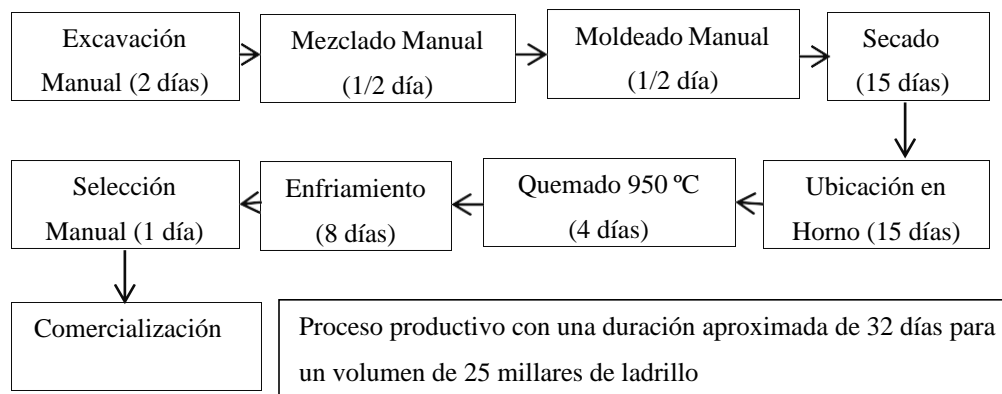 Excavación
Manual (2 días)
Mezclado Manual
(1/2 día)
Moldeado Manual
(1/2 día)
Secado
(15 días)
Ubicación en
Horno (15 días)
Quemado 950 ºC
(4 días)
Enfriamiento
(8 días)
Selección
Manual (1 día)
Comercialización
Proceso productivo con una duración aproximada de 32 días para
un volumen de 25 millares de ladrillo